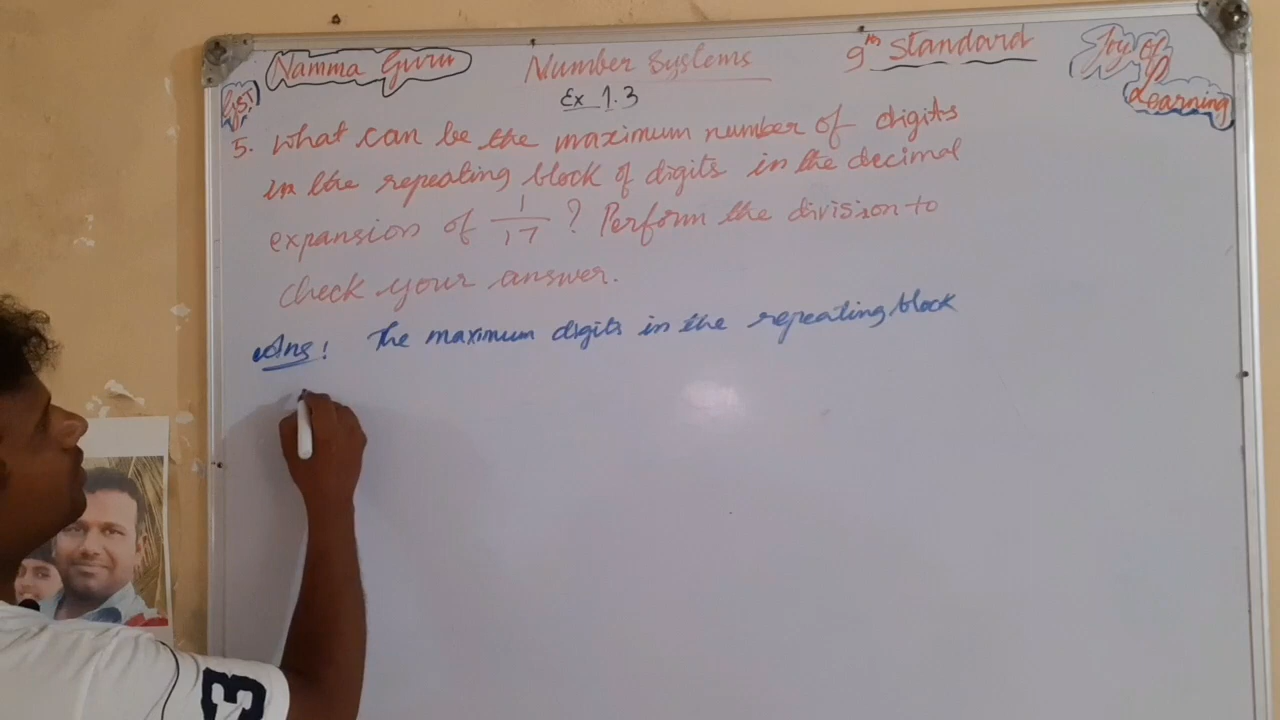 Namma Guru Number Systems 9th Standard Joy of Learning
Ex 1.3
5. What can be the maximum number of digits
in the repeating block of digits in the decimal
expansion of 1/17? Perform the division to
check your answer.
Ans: The maximum digits in the repeating block